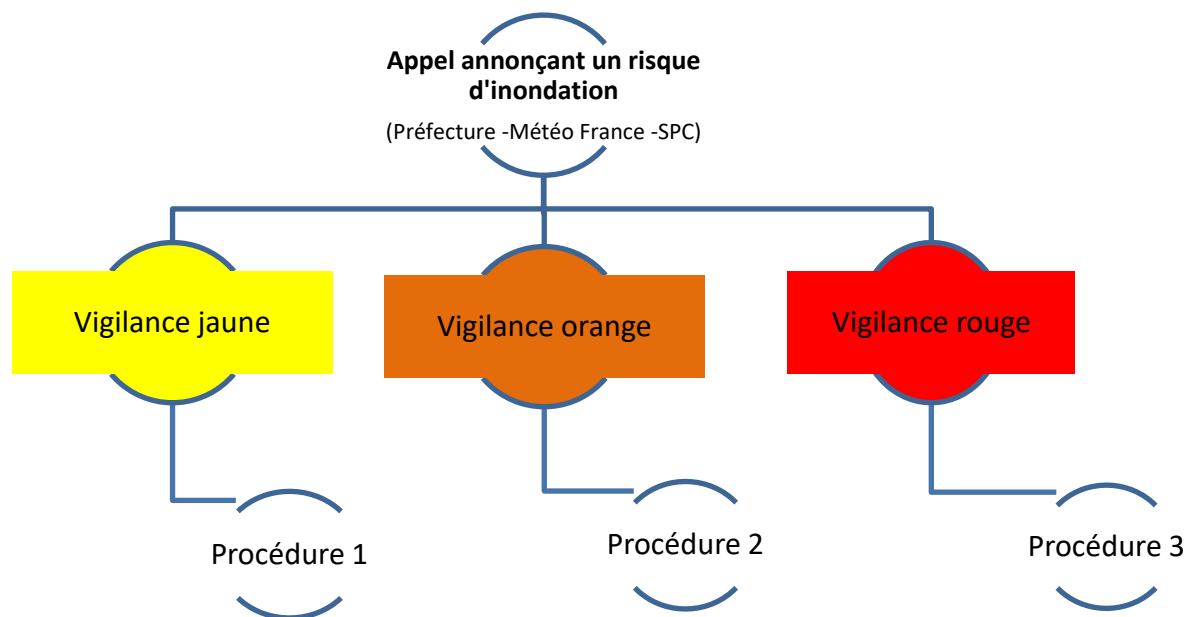 Appel annonçant un risque
d'inondation
(Préfecture -Météo France -SPC)
Vigilance jaune
Vigilance orange
Vigilance rouge
Procédure 1
Procédure 2
Procédure 3